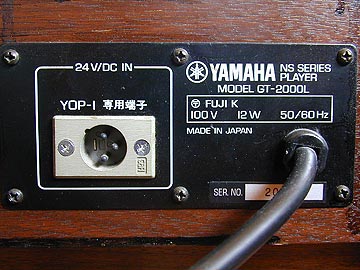 24V/DC IN
YOP-1 専用端子
YAMAHA
NS SERIES
PLAYER
MODEL GT-2000L
FUJI K
100V 12W 50/60Hz
MADE IN JAPAN
SER. NO.